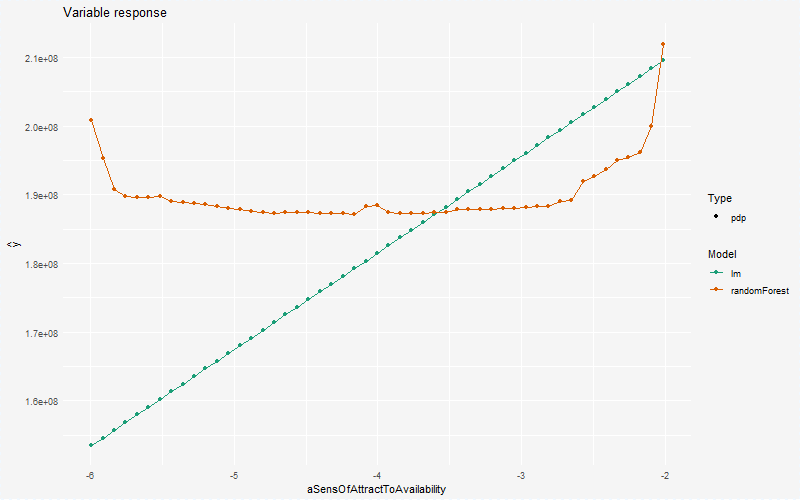 Variable response
2.1e+08
2.0e+08
1.9e+08
1.8e+08
1.7e+08
1.6e+08
<y
-6
-5
-4
-3
-2
aSensOfAttractToAvailability
Type
pdp
Model
lm
randomForest